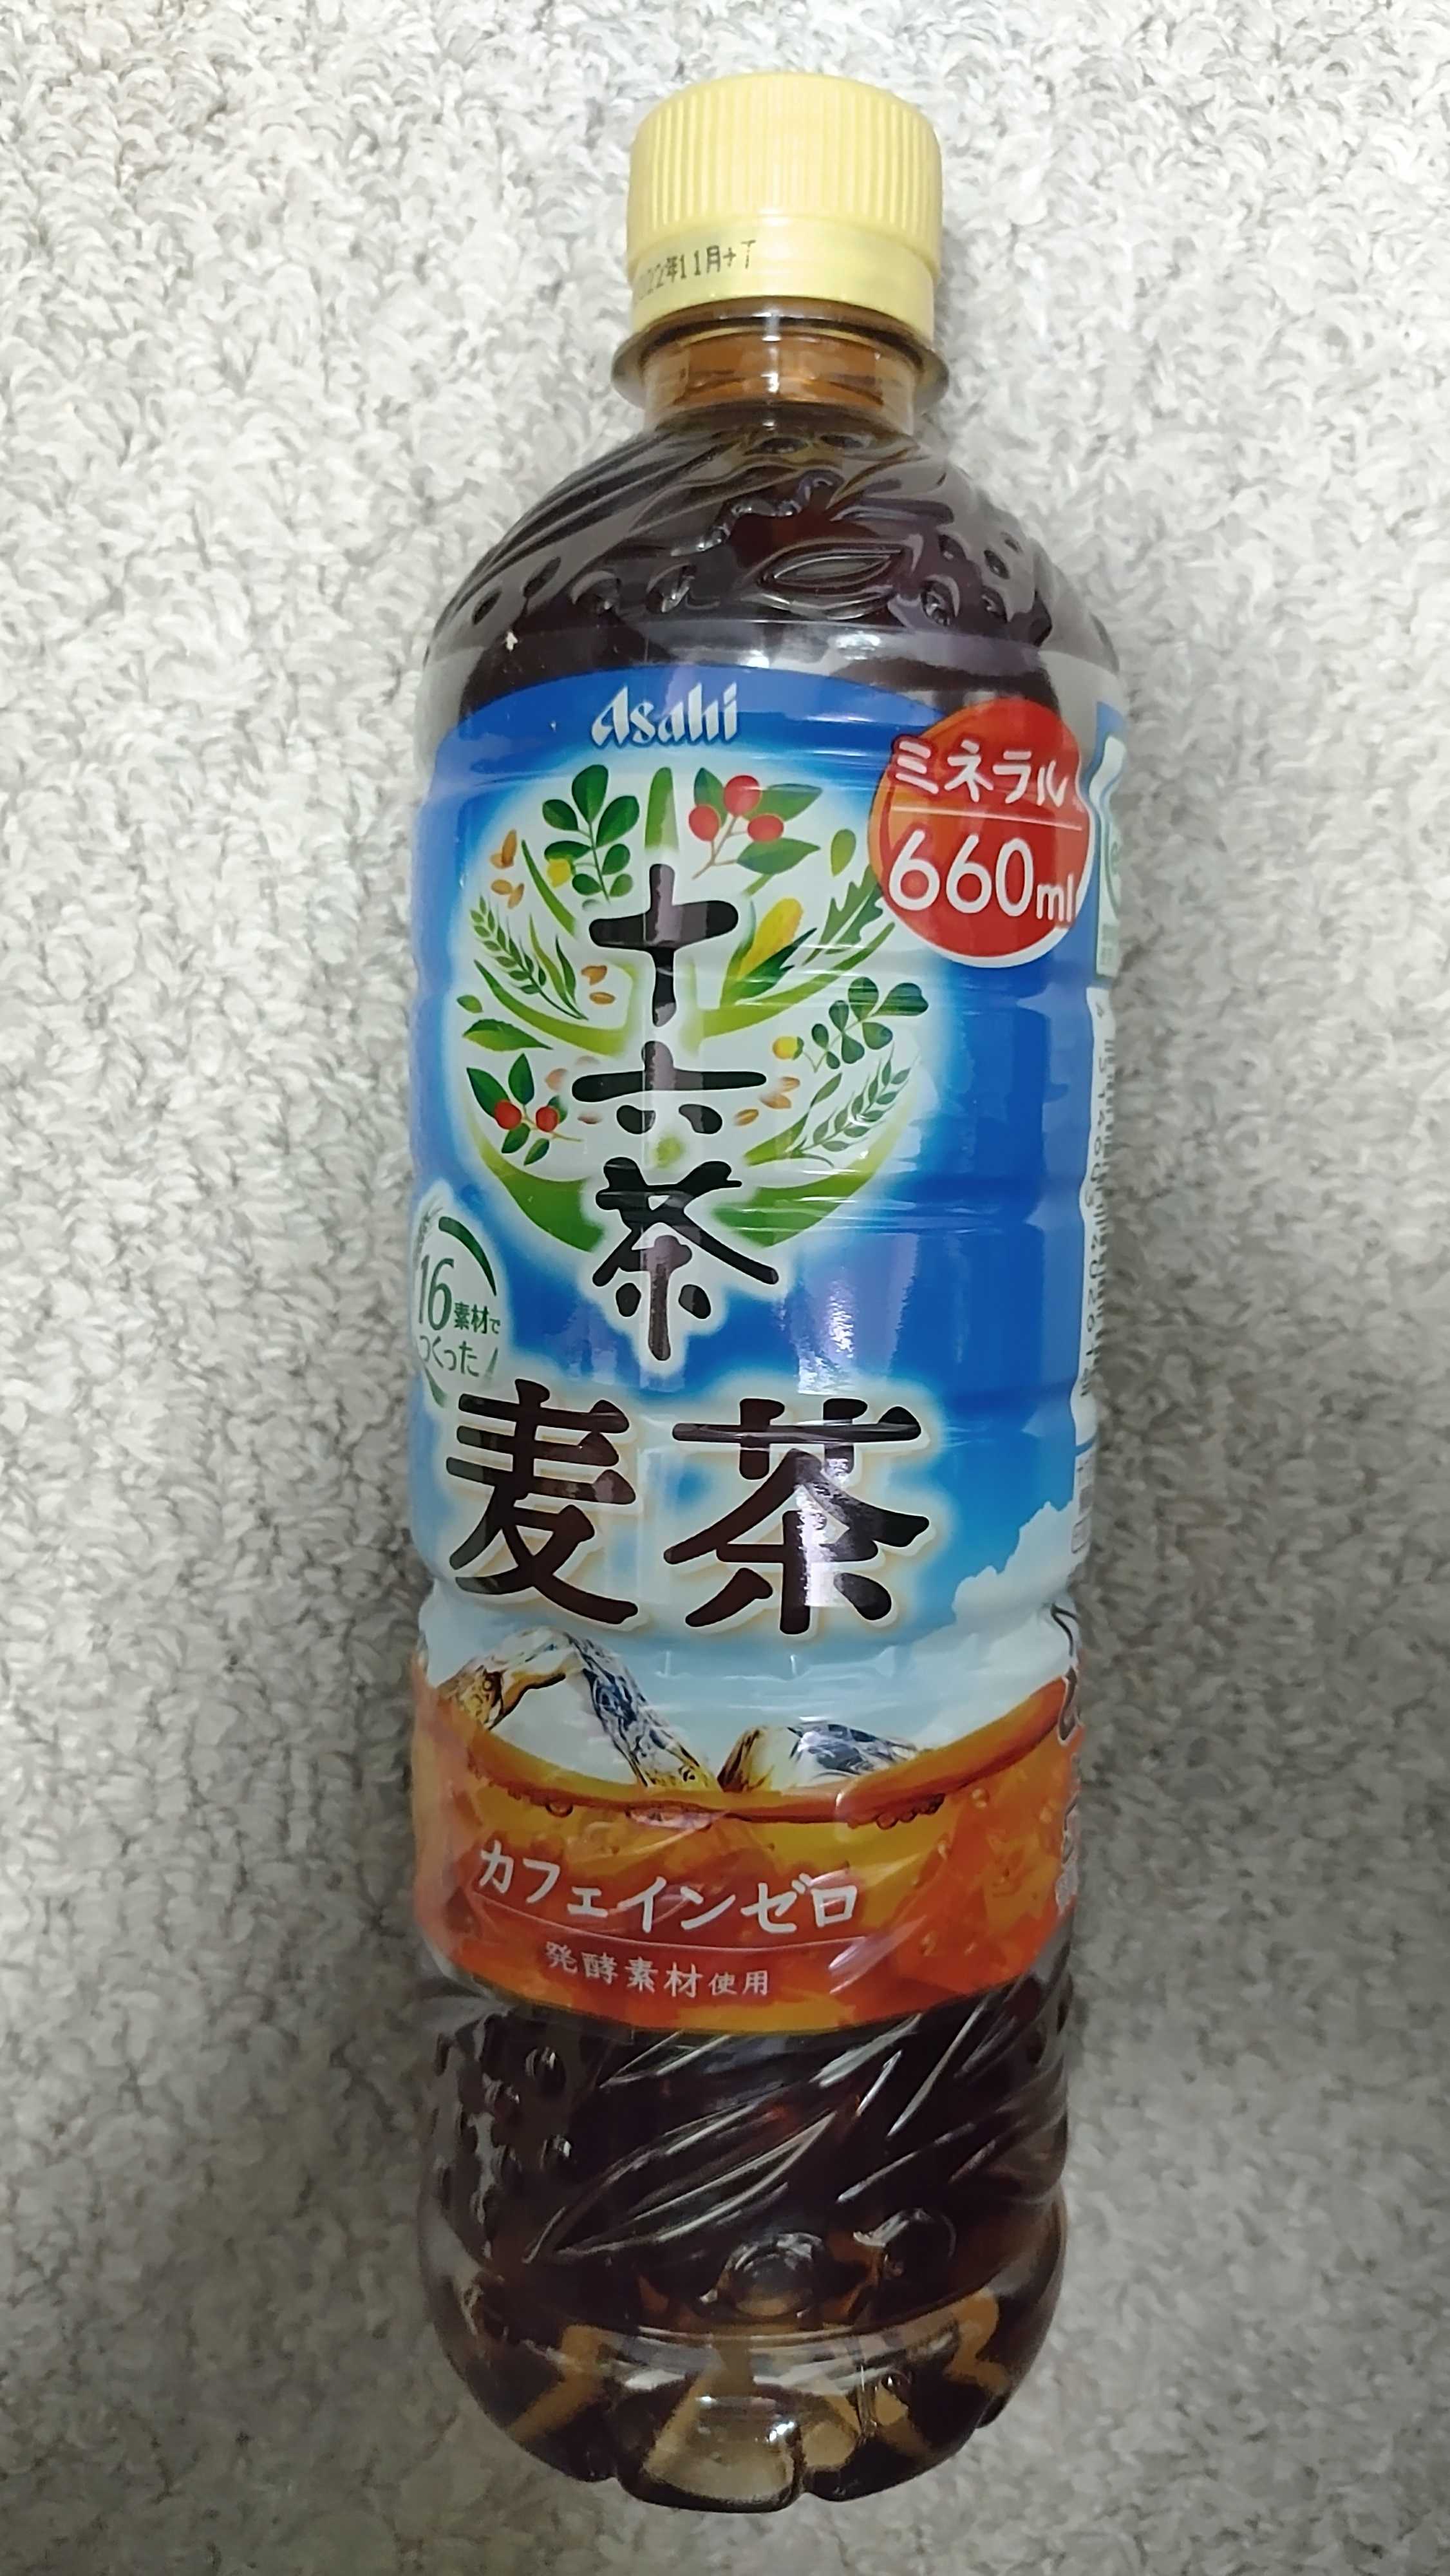 022年11月+T
Asahi
ミネラル
660ml
十六茶
16素材で
つくった
麦茶
カフェインゼロ
発酵素材使用